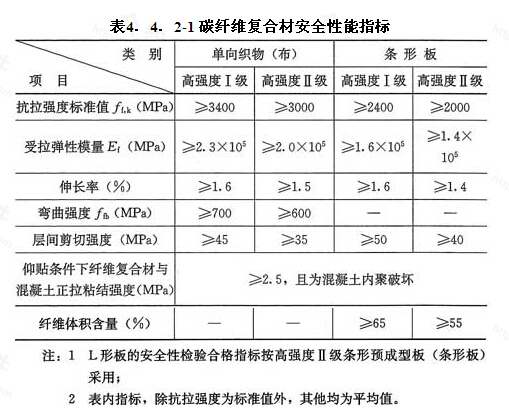 表4．4．2-1 碳纤维复合材安全性能指标
类 别 单向织物（布） 条 形 板
项 目 高强度Ⅰ级 高强度Ⅱ级 高强度Ⅰ级 高强度Ⅱ级
抗拉强度标准值 f_{f,k}（MPa） ≥3400 ≥3000 ≥2400 ≥2000
受拉弹性模量 E_f（MPa） ≥2.3×10⁵ ≥2.0×10⁵ ≥1.6×10⁵ ≥1.4×10⁵
伸长率（%） ≥1.6 ≥1.5 ≥1.6 ≥1.4
弯曲强度 f_{fb}（MPa） ≥700 ≥600 — —
层间剪切强度（MPa） ≥45 ≥35 ≥50 ≥40
仰贴条件下纤维复合材与
混凝土正拉粘结强度(MPa) ≥2.5，且为混凝土内聚破坏
纤维体积含量（%） — — ≥65 ≥55
注：1 L形板的安全性检验合格指标按高强度Ⅱ级条形预成型板（条形板）
采用；
2 表内指标，除抗拉强度为标准值外，其他均为平均值。